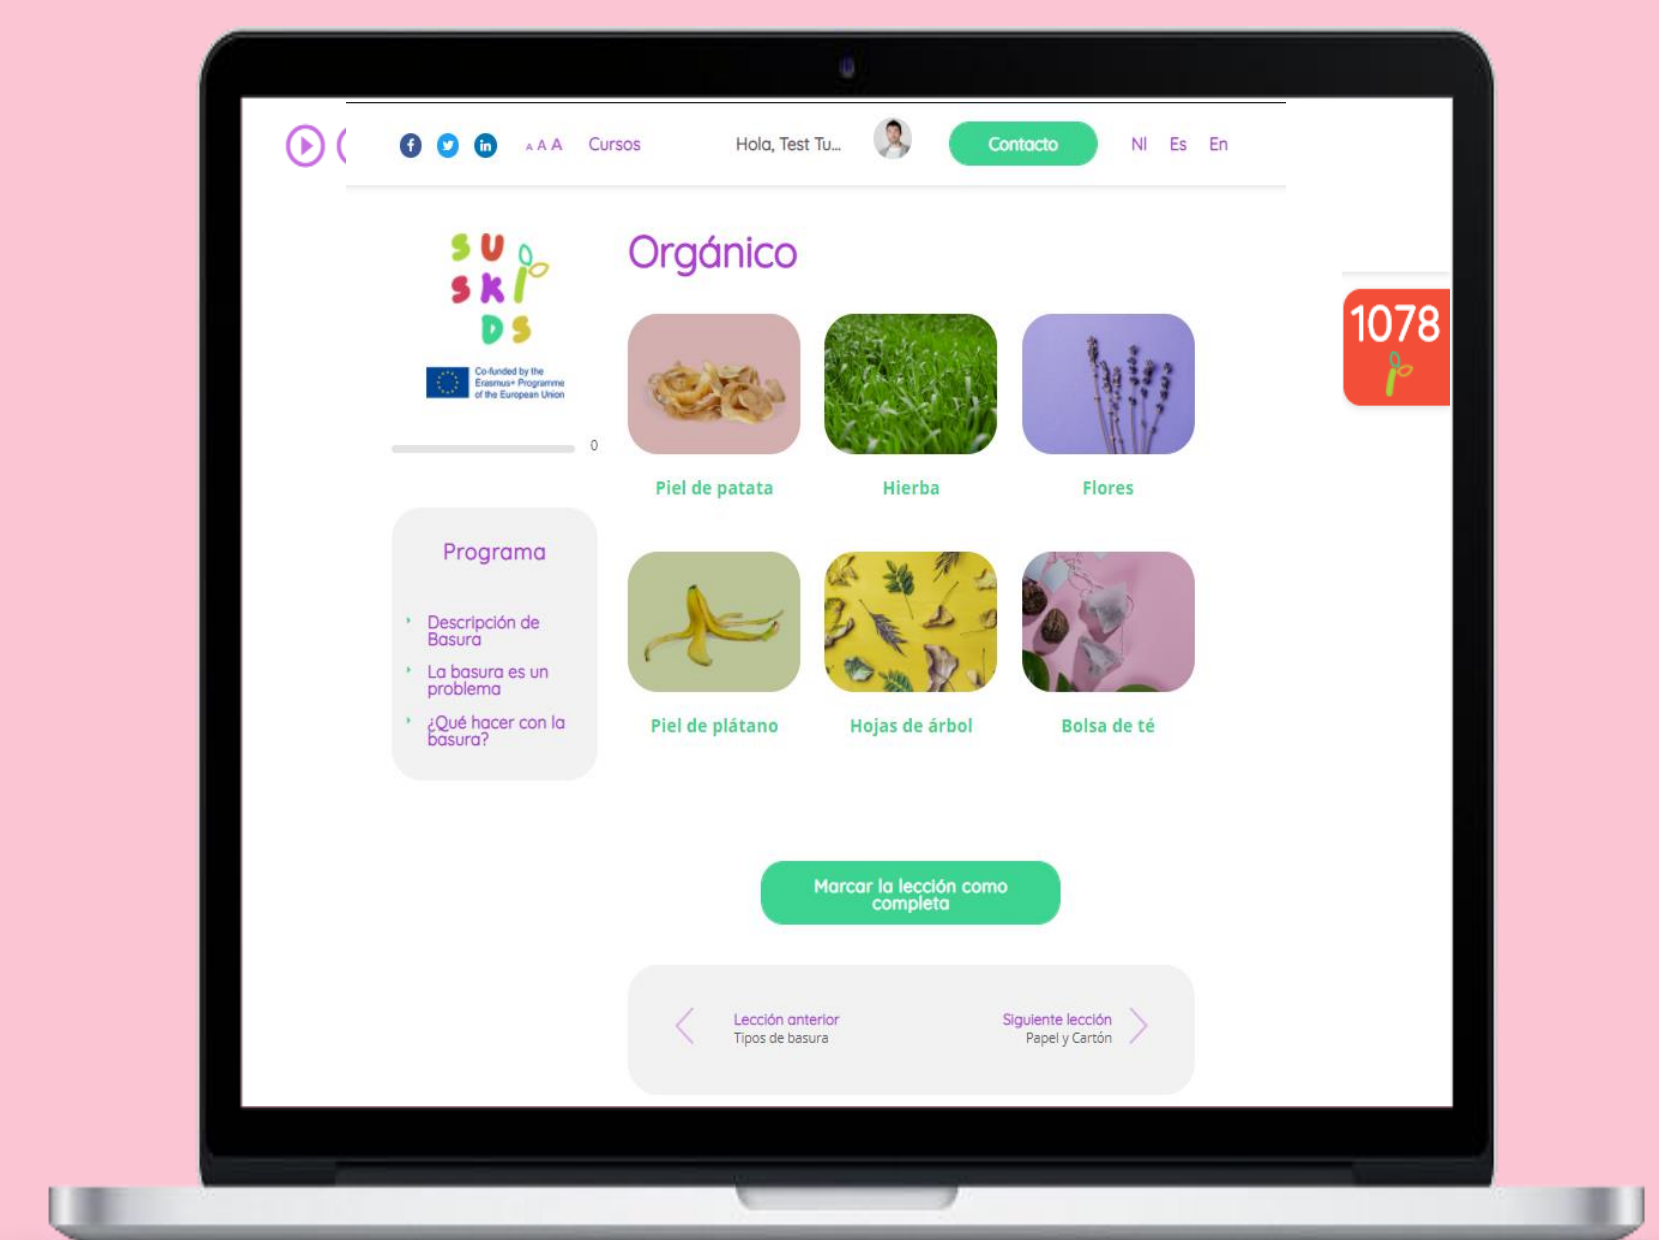 A A A Cursos Hola, Test Tu... Contacto Nl Es En
SU
SKI
DS
Co-funded by the
Erasmus+ Programme
of the European Union
0
Programa
Descripción de
Basura
La basura es un
problema
¿Qué hacer con la
basura?
Orgánico
Piel de patata Hierba Flores
Piel de plátano Hojas de árbol Bolsa de té
Marcar la lección como
completa
Lección anterior
Tipos de basura
Siguiente lección
Papel y Cartón
1078